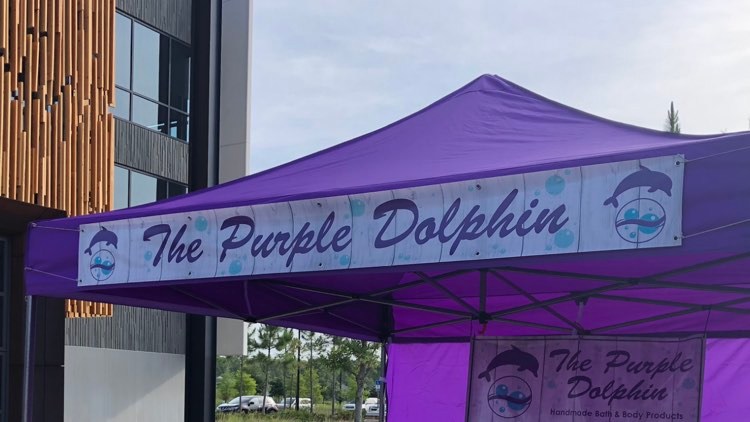 The Purple Dolphin
The Purple
Dolphin
Handmade Bath & Body Products